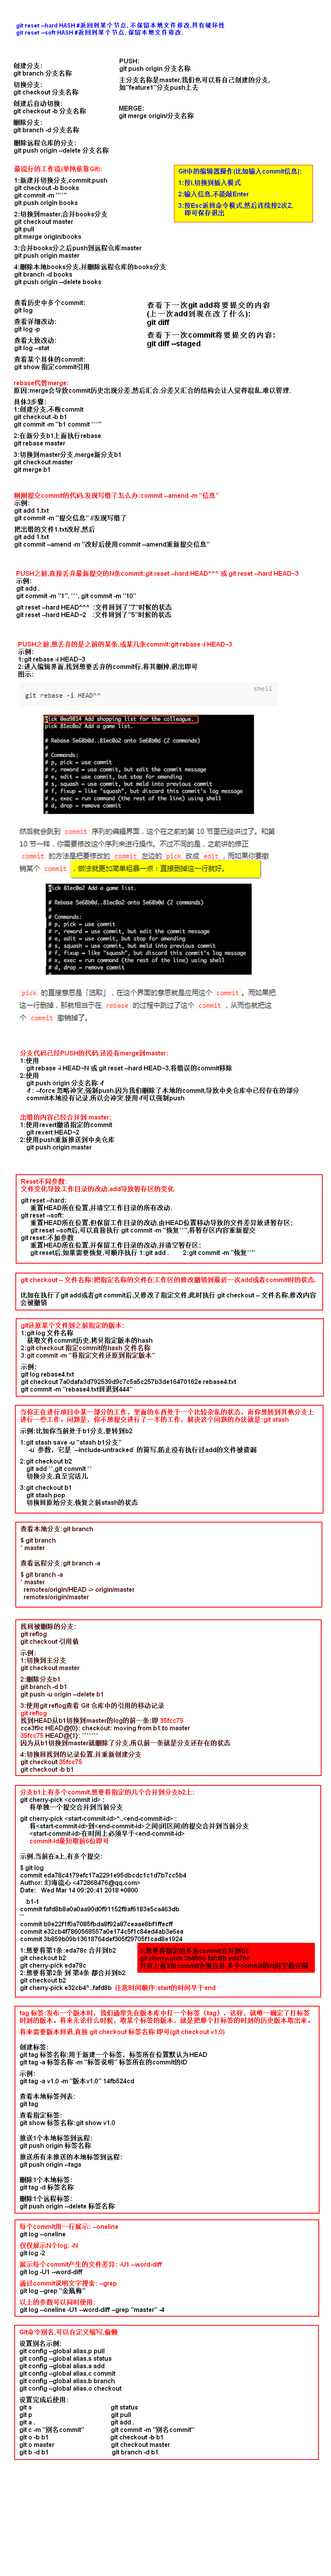 git reset --hard HASH #返回到某个节点, 不保留本地文件修改,具有破坏性
git reset --soft HASH #返回到某个节点, 保留本地文件修改.
创建分支:
git branch 分支名称
切换分支:
git checkout 分支名称
创建后自动切换:
git checkout -b 分支名称
删除分支:
git branch -d 分支名称
删除远程仓库的分支:
git push origin --delete 分支名称
PUSH:
git push origin 分支名称
主分支名称是master,我们也可以将自己创建的分支,
如"feature1"分支push上去
MERGE:
git merge origin/分支名称
最流行的工作流(单纯依靠Git):
1:新建并切换分支,commit,push
git checkout -b books
git commit -m "''''"
git push origin books
2:切换到master,合并books分支
git checkout master
git pull
git merge origin/books
3:合并books分支之后push到远程仓库master
git push origin master
4:删除本地books分支,并删除远程仓库的books分支
git branch -d books
git push origin --delete books
Git中的编辑器操作(比如输入commit信息):
1:按i,切换到插入模式
2:输入信息,不能敲Enter
3:按Esc返回命令模式,然后连续按2次Z,
即可保存退出
查看历史中多个commit:
git log
查看详细改动:
git log -p
查看大致改动:
git log --stat
查看某个具体的commit:
git show 指定commit引用
查看下一次git add将要提交的内容
(上一次add到现在改了什么):
git diff
查看下一次commit将要提交的内容:
git diff --staged
rebase代替merge:
原因:merge会导致commit历史出现分差,然后汇合.分差又汇合的结构会让人觉得混乱,难以管理.
具体3步骤:
1:创建分支,不断commit
git checkout -b b1
git commit -m "b1 commit ''''"
2:在新分支b1上面执行rebase
git rebase master
3:切换到master分支,merge新分支b1
git checkout master
git merge b1
刚刚提交commit的代码,发现写错了怎么办:commit --amend -m "信息"
示例:
git add 1.txt
git commit -m "提交信息" //发现写错了
把出错的文件1.txt改好,然后
git add 1.txt
git commit --amend -m "改好后使用commit --amend重新提交信息"
PUSH之前,直接丢弃最新提交的N条commit:git reset --hard HEAD^^^ 或 git reset --hard HEAD~3
示例:
git add .
git commit -m "1", ''''', git commit -m "10"
git reset --hard HEAD^^^ :文件回到了"7"时候的状态
git reset --hard HEAD~2 :文件回到了"5"时候的状态
PUSH之前,想丢弃的是之前的某条,或某几条commit:git rebase -i HEAD~3
示例:
1:git rebase -i HEAD~3
2:进入编辑界面,找到想要丢弃的commit行,将其删掉,退出即可
图示:
shell
git rebase -i HEAD^^
pick 0ed9814 Add shopping list for the colleague.
pick 81ec0a2 Add a game list.
# Rebase 5e68b0d..81ec0a2 onto 5e68b0d (2 commands)
#
# Commands:
# p, pick = use commit
# r, reword = use commit, but edit the commit message
# e, edit = use commit, but stop for amending
# s, squash = use commit, but meld into previous commit
# f, fixup = like "squash", but discard this commit's log message
# x, exec = run command (the rest of the line) using shell
# d, drop = remove commit
然后就会跳到 commit 序列的编辑界面，这个在之前的第 10 节里已经讲过了。和第
10 节一样，你需要修改这个序列来进行操作。不过不同的是，之前讲的修正
commit 的方法是把要修改的 commit 左边的 pick 改成 edit，而如果你要撤
销某个 commit ，做法就更加简单粗暴一点：直接删掉这一行就好。
pick 81ec0a2 Add a game list.
# Rebase 5e68b0d..81ec0a2 onto 5e68b0d (2 commands)
#
# Commands:
# p, pick = use commit
# r, reword = use commit, but edit the commit message
# e, edit = use commit, but stop for amending
# s, squash = use commit, but meld into previous commit
# f, fixup = like "squash", but discard this commit's log message
# x, exec = run command (the rest of the line) using shell
# d, drop = remove commit
pick 的直接意思是「选取」，在这个界面的意思就是应用这个 commit。而如果把
这一行删掉，那就相当于在 rebase 的过程中跳过了这个 commit，从而也就把这
个 commit 撤销掉了。
分支代码已经PUSH的代码,还没有merge到master:
1:使用
git rebase -i HEAD~N 或 git reset --hard HEAD~3,将错误的commit移除
2:使用
git push origin 分支名称 -f
-f : --force 忽略冲突,强制push,因为我们删除了本地的commit,导致中央仓库中已经存在的部分
commit本地没有记录,所以会冲突.使用-f可以强制push
出错的内容已经合并到 master:
1:使用revert撤消指定的commit
git revert HEAD~2
2:使用push重新推送到中央仓库
git push origin master
Reset不同参数:
文件变化导致工作目录的改动,add导致暂存区的变化
git reset --hard:
重置HEAD所在位置,并清空工作目录的所有改动.
git reset --soft:
重置HEAD所在位置,但保留工作目录的改动,由HEAD位置移动导致的文件差异放进暂存区;
git reset --soft后,可以直接执行 git commit -m "恢复''''",将暂存区内容重新提交
git reset:不加参数
重置HEAD所在位置,并保留工作目录的改动,并清空暂存区;
git reset后,如果需要恢复,可顺序执行 1:git add . 2:git commit -m "恢复''''"
git checkout -- 文件名称:把指定名称的文件在工作区的修改撤销到最近一次add或者commit时的状态.
比如在执行了git add或者git commit后,又修改了指定文件,此时执行 git checkout -- 文件名称,修改内容
会被撤销
git还原某个文件到之前指定的版本:
1:git log 文件名称
获取文件commit历史,拷贝指定版本的hash
2:git checkout 指定commit的hash 文件名称
3:git commit -m "将指定文件还原到指定版本"
示例:
git log rebase4.txt
git checkout 7a0dafa3d792539d9c7c5a5c257b3de16470162e rebase4.txt
git commit -m "rebase4.txt回退到444"
当你正在进行项目中某一部分的工作，里面的东西处于一个比较杂乱的状态，而你想转到其他分支上
进行一些工作。问题是，你不想提交进行了一半的工作，解决这个问题的办法就是:git stash
示例:比如你当前处于b1分支,要转到b2
1:git stash save -u "stash b1分支"
-u 参数，它是 `--include-untracked` 的简写,防止没有执行过add的文件被遗漏
2:git checkout b2
git add ''',git commit '''
切换分支,直至完活儿
3:git checkout b1
git stash pop
切换回原始分支,恢复之前stash的状态
查看本地分支:git branch
$ git branch
* master
查看远程分支:git branch -a
$ git branch -a
* master
remotes/origin/HEAD -> origin/master
remotes/origin/master
找回被删除的分支:
git reflog
git checkout 引用值
示例:
1:切换到主分支
git checkout master
2:删除分支b1
git branch -d b1
git push -u origin --delete b1
3:使用git reflog查看 Git 仓库中的引用的移动记录
git reflog
找到HEAD从b1切换到master的log的前一条:即 35fcc75
cce3f9c HEAD@{0}: checkout: moving from b1 to master
35fcc75 HEAD@{1}: '''''''''
因为从b1切换到master就删除了分支,所以前一条就是分支还存在的状态
4:切换回找到的记录位置,并重新创建分支
git checkout 35fcc75
git checkout -b b1
分支b1上有多个commit,想要将指定的几个合并到分支b2上:
git cherry-pick <commit id> :
将单独一个提交合并到当前分支
git cherry-pick <start-commit-id>^..<end-commit-id> :
将<start-commit-id>到<end-commit-id>之间(闭区间)的提交合并到当前分支
<start-commit-id>在时间上必须早于<end-commit-id>
commit-id最短取前6位即可
示例,当前在a上,有多个提交:
$ git log
commit eda78c4179efc17a2291e95dbcdc1c1d7b7cc5b4
Author: 幻海流心 <472868476@qq.com>
Date: Wed Mar 14 09:20:41 2018 +0800
b1-1
commit fafd8b8a0a0aa90d0f91152f8af6183e5ca463db
'''
commit b9e22f1f0a7085fbda8f92a87ceaae8bf1ffecff
commit e32cb4f7860568557a0e174c5f1c84ed4ab3e6ea
commit 3b859b09b13618764def305f29705f1cad8e1924
1:想要将第1条:eda78c 合并到b2
git checkout b2
git cherry-pick eda78c
2:想要将第2条 到 第4条 都合并到b2
git checkout b2
git cherry-pick e32cb4^..fafd8b 注意时间顺序:start的时间早于end
3:想要将指定的多条commit合并到b2
git cherry-pick 3b859b fafd8b eda78c
只有上面3条commit会被合并,多个commit的id用空格分隔
tag 标签:发布一个版本时，我们通常先在版本库中打一个标签（tag），这样，就唯一确定了打标签
时刻的版本。将来无论什么时候，取某个标签的版本，就是把那个打标签的时刻的历史版本取出来。
将来需要版本回退,直接 git checkout 标签名称 即可(git checkout v1.0)
创建标签:
git tag 标签名称:用于新建一个标签，标签所在位置默认为HEAD
git tag -a 标签名称 -m "标签说明" 标签所在的commit的ID
示例:
git tag -a v1.0 -m "版本v1.0" 14fb524cd
查看本地标签列表:
git tag
查看指定标签:
git show 标签名称:git show v1.0
推送1个本地标签到远程:
git push origin 标签名称
推送所有未推送的本地标签到远程:
git push origin --tags
删除1个本地标签:
git tag -d 标签名称
删除1个远程标签:
git push origin --delete 标签名称
每个commit用一行展示: --oneline
git log --oneline
仅仅展示N个log: -N
git log -2
展示每个commit产生的文件差异: -U1 --word-diff
git log -U1 --word-diff
通过commit说明文字搜索: --grep
git log --grep "金凰梅"
以上的参数可以同时使用:
git log --oneline -U1 --word-diff --grep "master" -4
Git命令别名,可以自定义缩写,偷懒
设置别名示例:
git config --global alias.p pull
git config --global alias.s status
git config --global alias.a add
git config --global alias.c commit
git config --global alias.b branch
git config --global alias.o checkout
设置完成后使用:
git s git status
git p git pull
git a . git add .
git c -m "别名commit" git commit -m "别名commit"
git o -b b1 git checkout -b b1
git o master git checkout master
git b -d b1 git branch -d b1